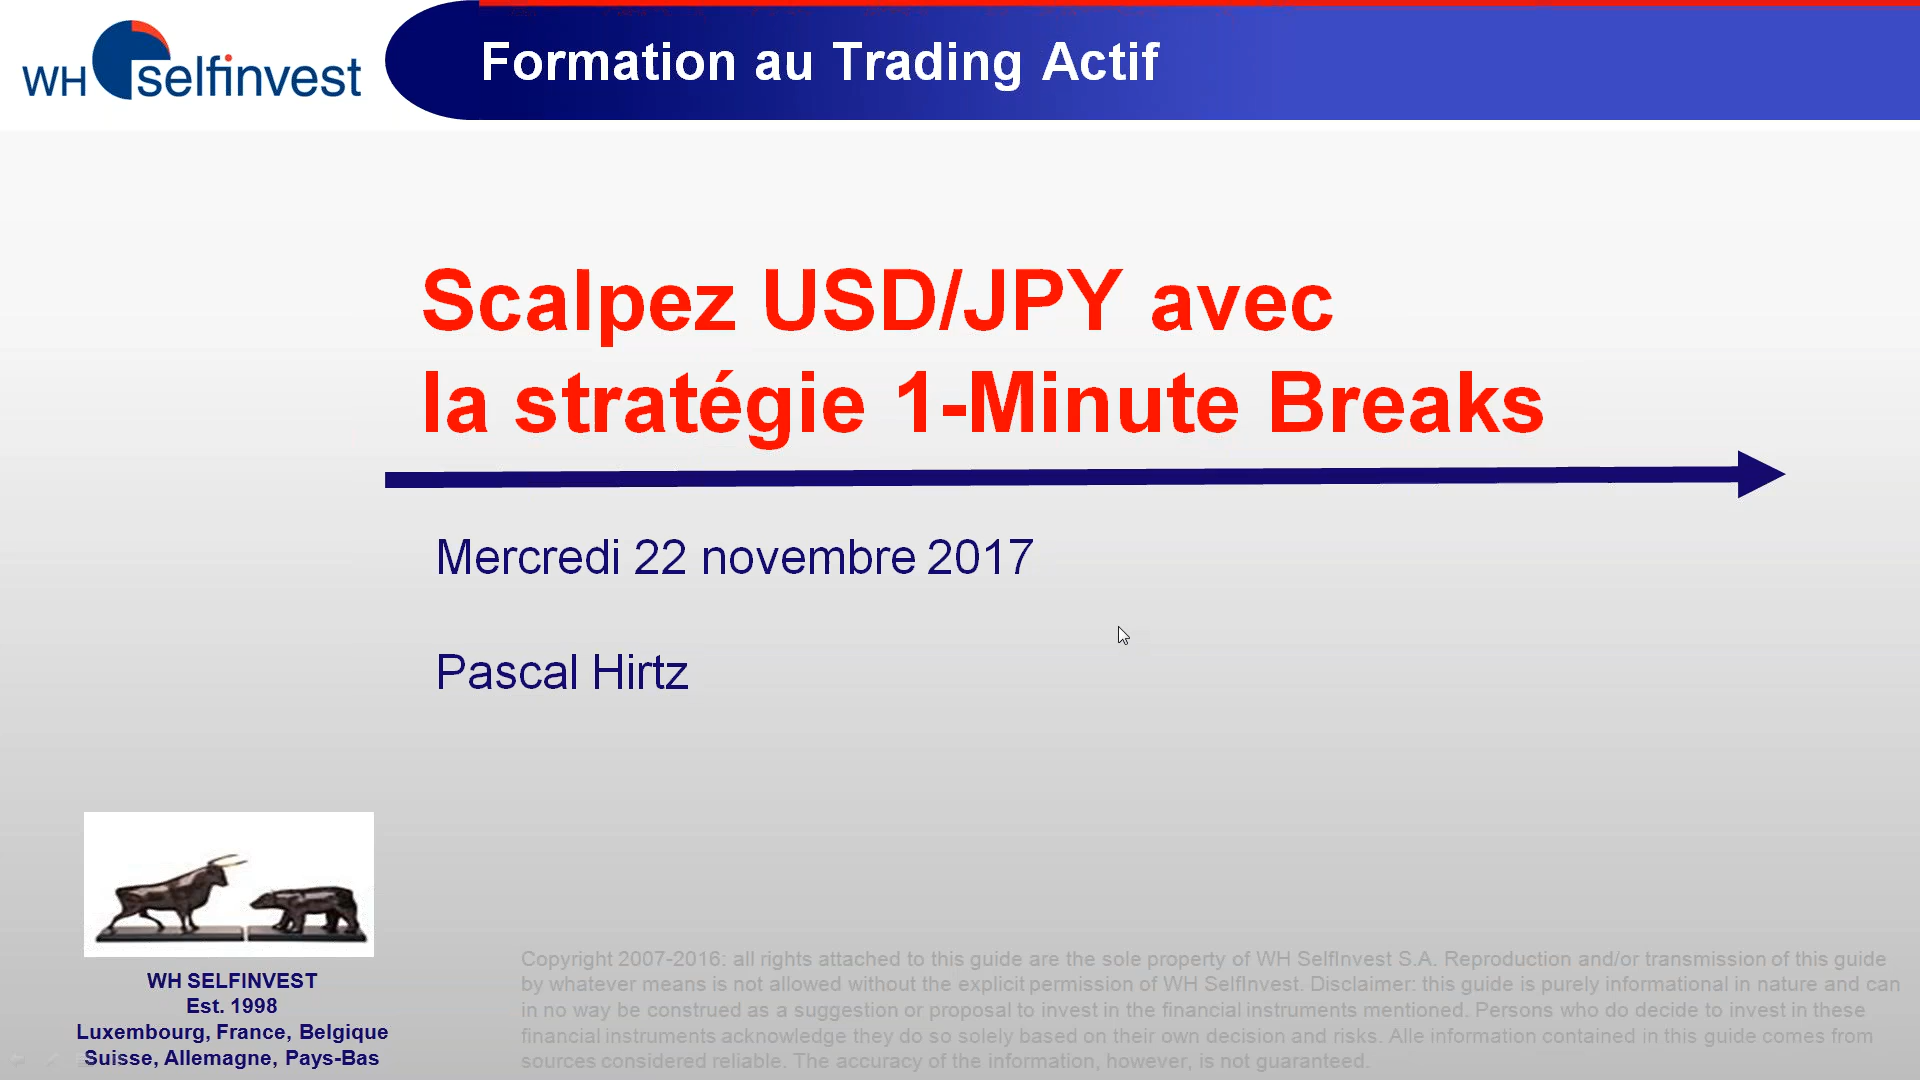 WH selfinvest
Formation au Trading Actif
Scalpez USD/JPY avec
la stratégie 1-Minute Breaks
Mercredi 22 novembre 2017
Pascal Hirtz
WH SELFINVEST
Est. 1998
Luxembourg, France, Belgique
Suisse, Allemagne, Pays-Bas
Copyright 2007-2016: all rights attached to this guide are the sole property of WH SelfInvest S.A. Reproduction and/or transmission of this guide
by whatever means is not allowed without the explicit permission of WH SelfInvest. Disclaimer: this guide is purely informational in nature and can
in no way be construed as a suggestion or proposal to invest in the financial instruments mentioned. Persons who do decide to invest in these
financial instruments acknowledge they do so solely based on their own decision and risks. Alle information contained in this guide comes from
sources considered reliable. The accuracy of the information, however, is not guaranteed.